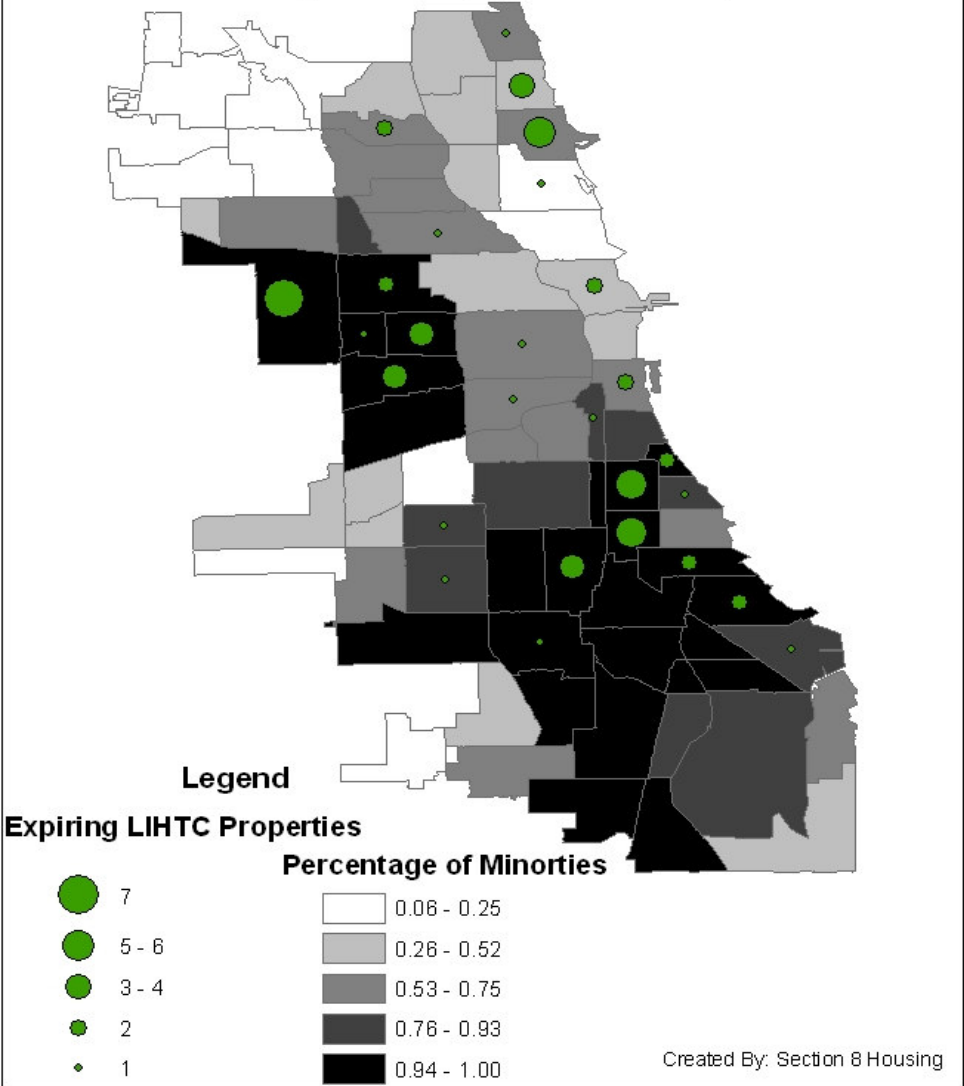 Legend
Expiring LIHTC Properties
7
5 - 6
3 - 4
2
1
Percentage of Minorties
0.06 - 0.25
0.26 - 0.52
0.53 - 0.75
0.76 - 0.93
0.94 - 1.00
Created By: Section 8 Housing